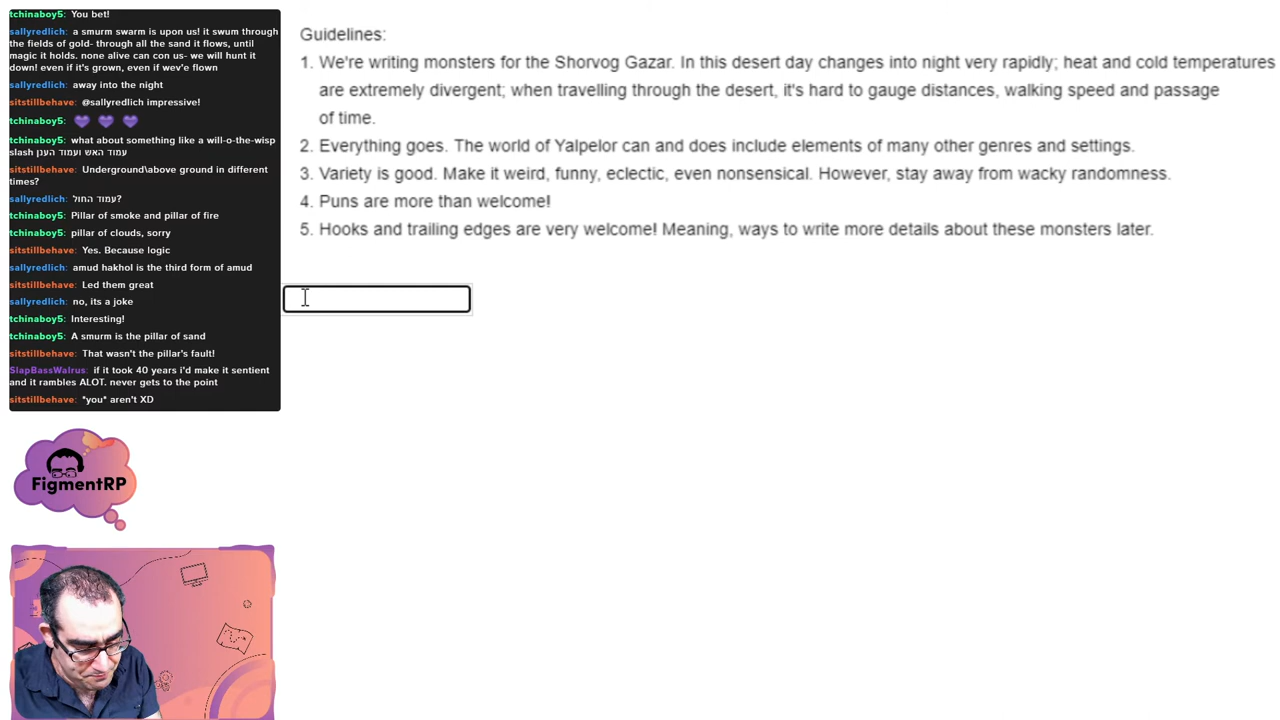 tchinaboy5: You bet!
sallyredlich: a smurm swarm is upon us! it swum through
the fields of gold- through all the sand it flows, until
magic it holds. none alive can con us- we will hunt it
down! even if it's grown, even if wev'e flown
sallyredlich: away into the night
sitstillbehave: @sallyredlich impressive!
tchinaboy5: 💜 💜 💜
tchinaboy5: what about something like a will-o-the-wisp
slash עמוד האש ועמוד הענן
sitstillbehave: Underground\above ground in different
times?
sallyredlich: עמוד החול?
tchinaboy5: Pillar of smoke and pillar of fire
tchinaboy5: pillar of clouds, sorry
sitstillbehave: Yes. Because logic
sallyredlich: amud hakhol is the third form of amud
sitstillbehave: Led them great
sallyredlich: no, its a joke
tchinaboy5: Interesting!
tchinaboy5: A smurm is the pillar of sand
sitstillbehave: That wasn't the pillar's fault!
SlapBassWalrus: if it took 40 years i'd make it sentient
and it rambles ALOT. never gets to the point
sitstillbehave: *you* aren't XD
FigmentRP
Guidelines:
1. We're writing monsters for the Shorvog Gazar. In this desert day changes into night very rapidly; heat and cold temperatures
are extremely divergent; when travelling through the desert, it's hard to gauge distances, walking speed and passage
of time.
2. Everything goes. The world of Yalpelor can and does include elements of many other genres and settings.
3. Variety is good. Make it weird, funny, eclectic, even nonsensical. However, stay away from wacky randomness.
4. Puns are more than welcome!
5. Hooks and trailing edges are very welcome! Meaning, ways to write more details about these monsters later.